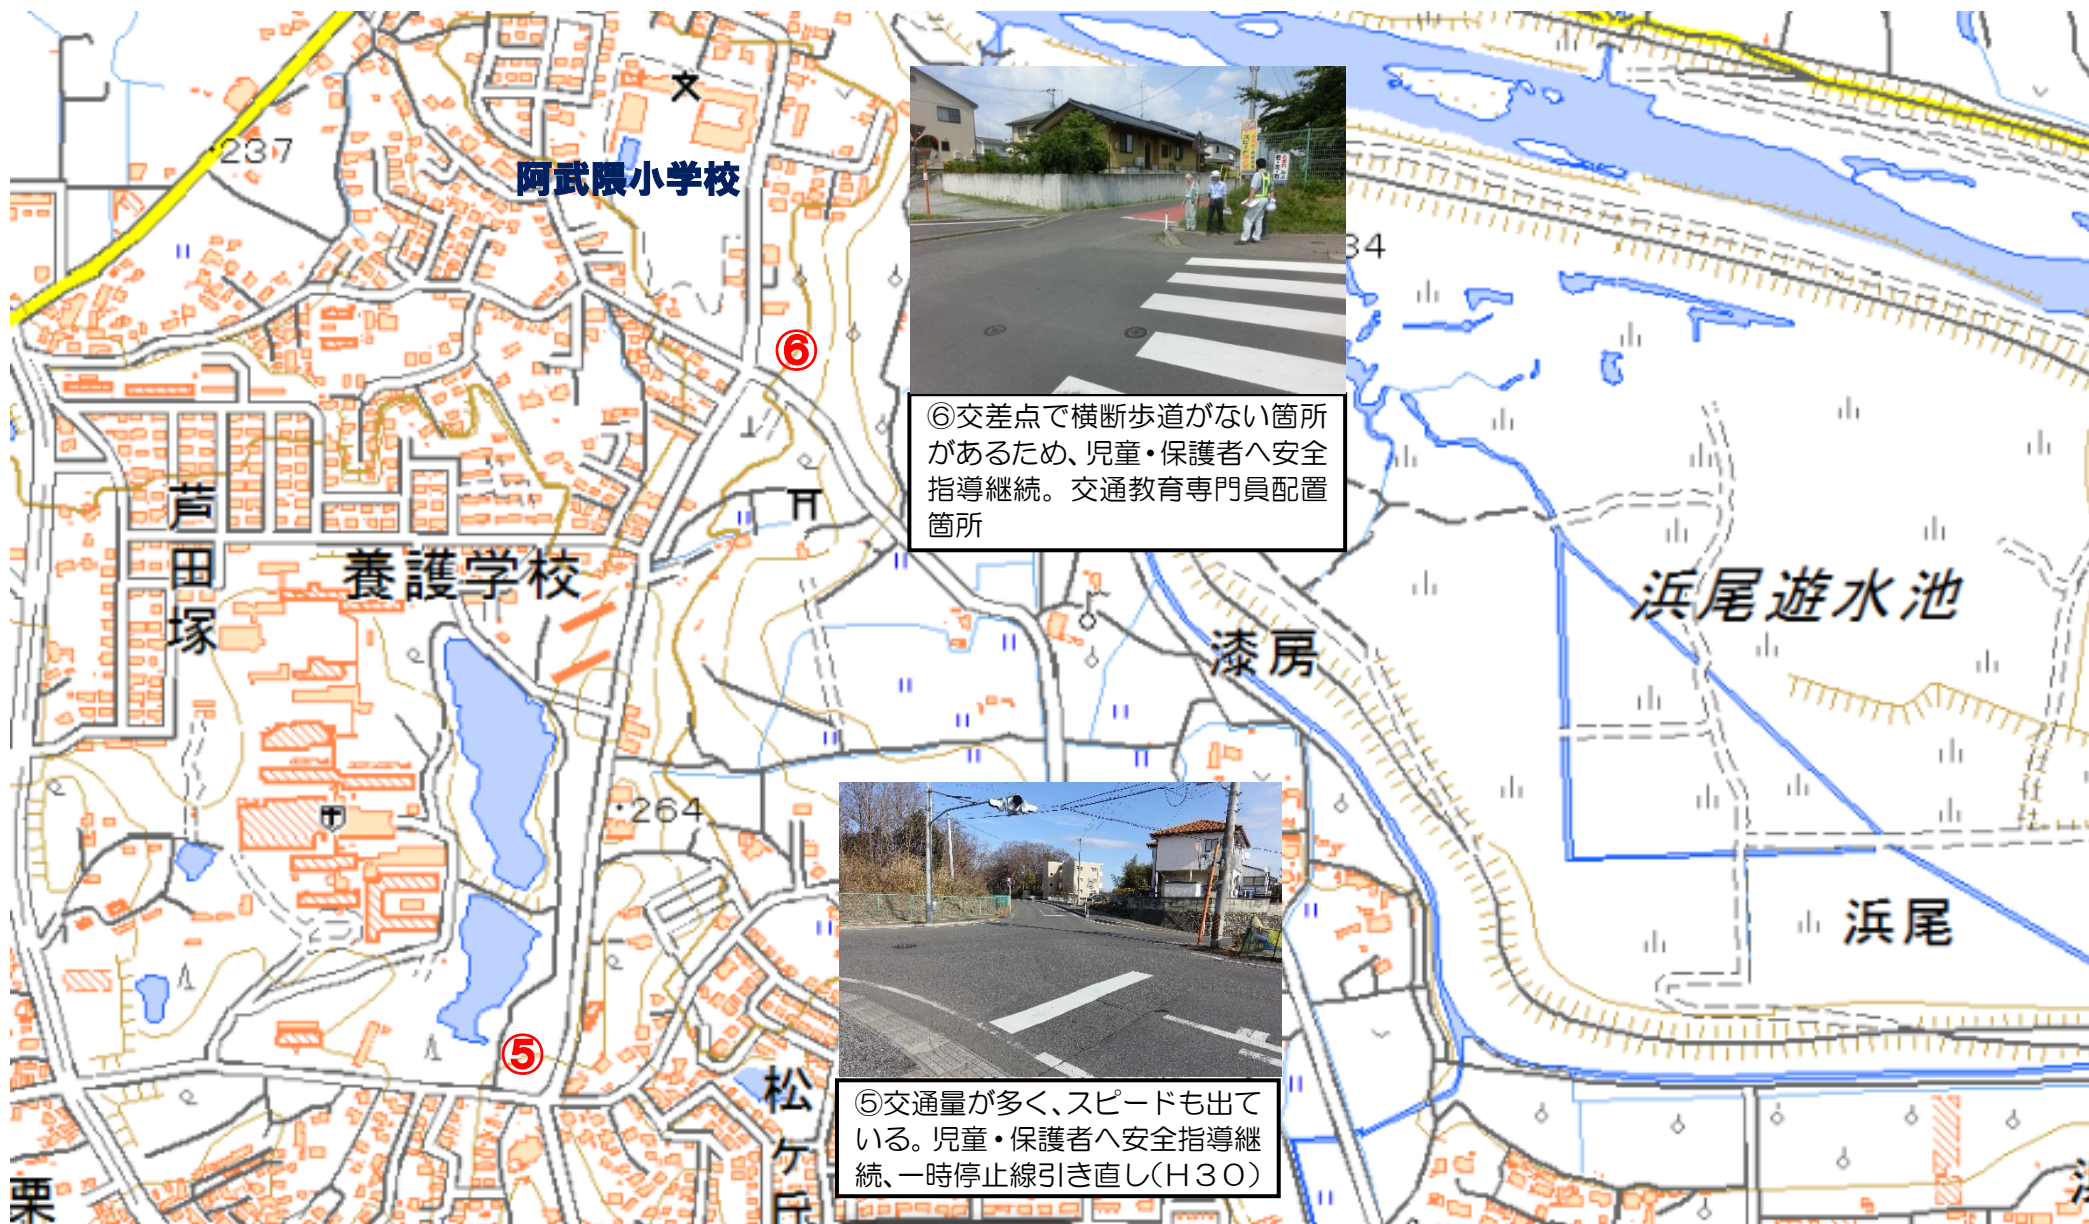 237
阿武隈小学校
34
⑥
⑥交差点で横断歩道がない箇所
があるため、児童・保護者へ安全
指導継続。交通教育専門員配置
箇所
芦田塚
養護学校
浜尾遊水池
漆房
264
浜尾
⑤
⑤交通量が多く、スピードも出て
いる。児童・保護者へ安全指導継
続、一時停止線引き直し(H30)
松ケ丘
栗